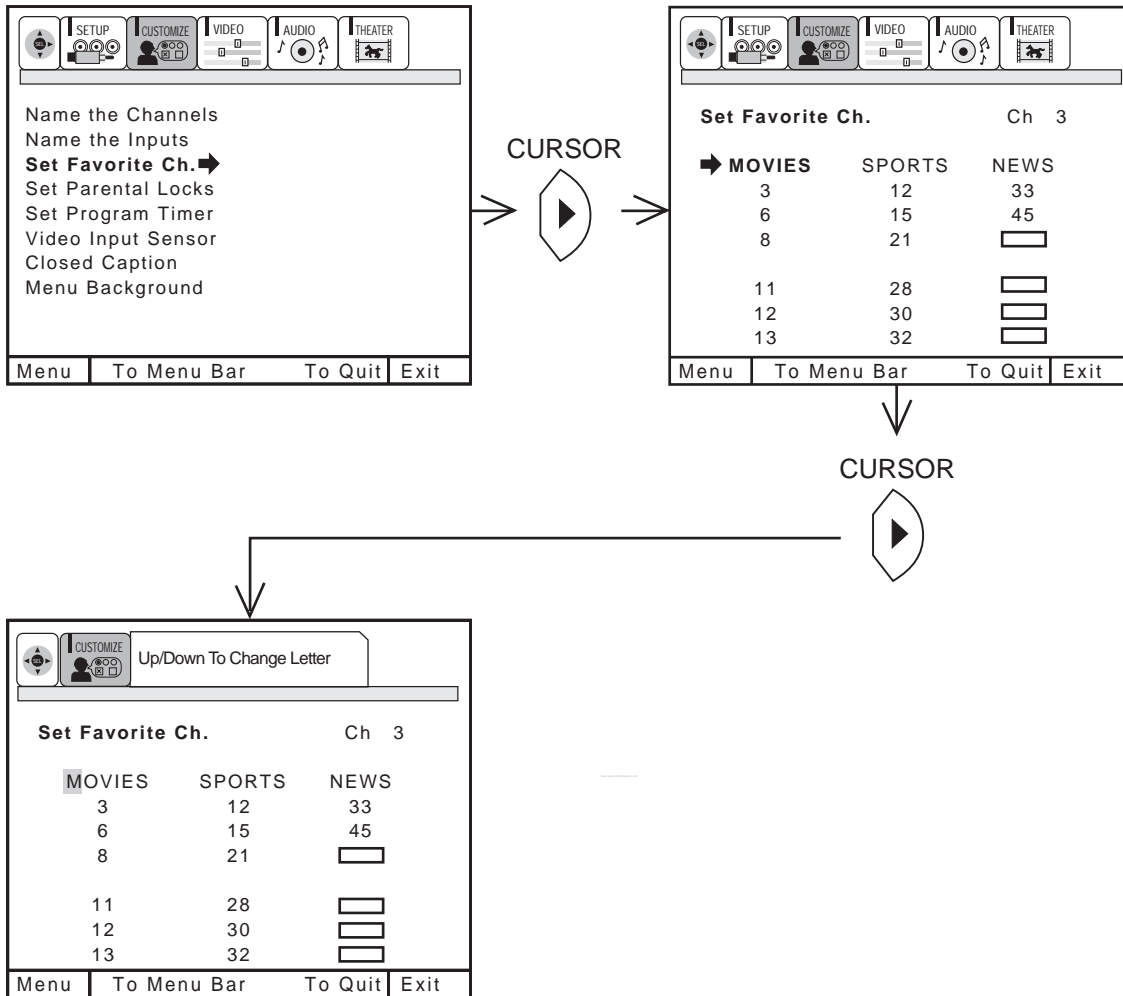 SEL SETUP CUSTOMIZE VIDEO AUDIO THEATER
Name the Channels
Name the Inputs
Set Favorite Ch.
Set Parental Locks
Set Program Timer
Video Input Sensor
Closed Caption
Menu Background
Menu To Menu Bar To Quit Exit
CURSOR
SEL SETUP CUSTOMIZE VIDEO AUDIO THEATER
Set Favorite Ch. Ch 3
MOVIES SPORTS NEWS
3 12 33
6 15 45
8 21
11 28
12 30
13 32
Menu To Menu Bar To Quit Exit
CURSOR
SEL CUSTOMIZE Up/Down To Change Letter
Set Favorite Ch. Ch 3
MOVIES SPORTS NEWS
3 12 33
6 15 45
8 21
11 28
12 30
13 32
Menu To Menu Bar To Quit Exit